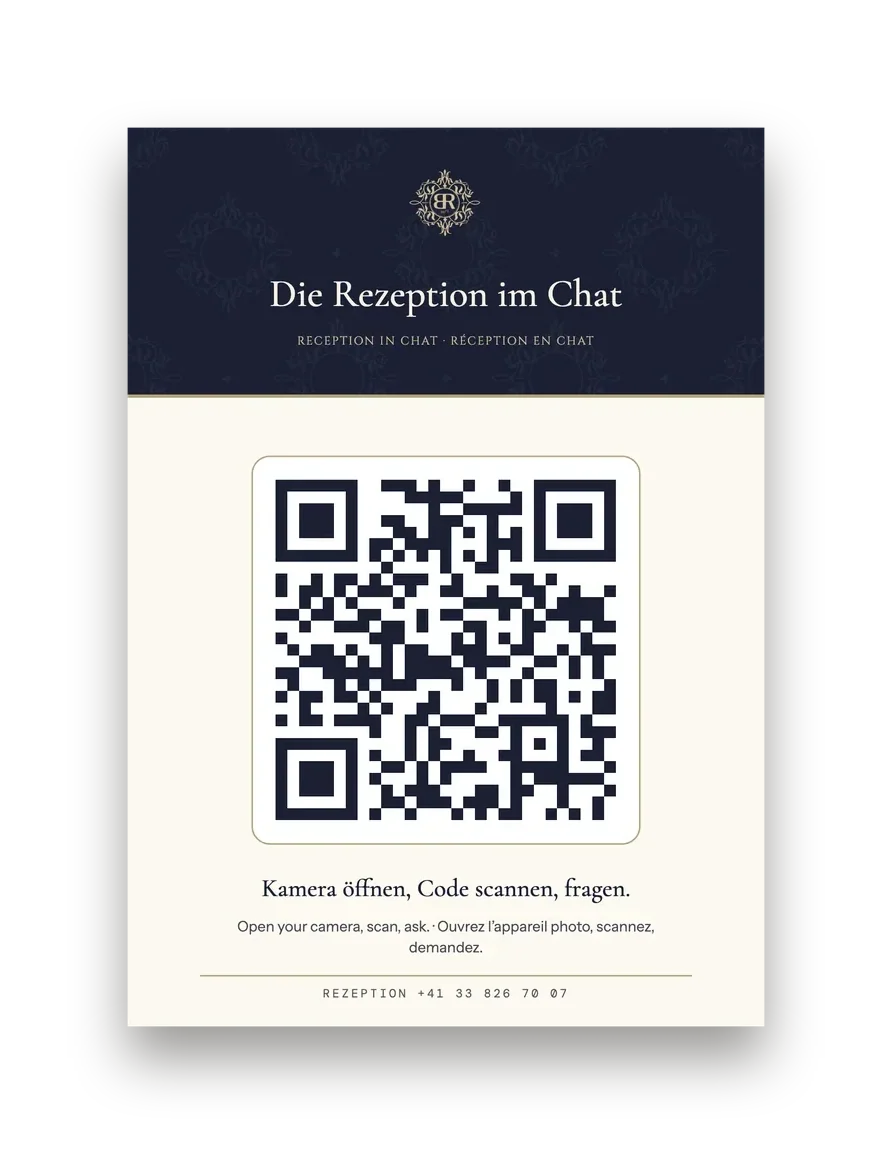 BR
Die Rezeption im Chat
RECEPTION IN CHAT · RÉCEPTION EN CHAT
Kamera öffnen, Code scannen, fragen.
Open your camera, scan, ask. · Ouvrez l’appareil photo, scannez,
demandez.
REZEPTION +41 33 826 70 07